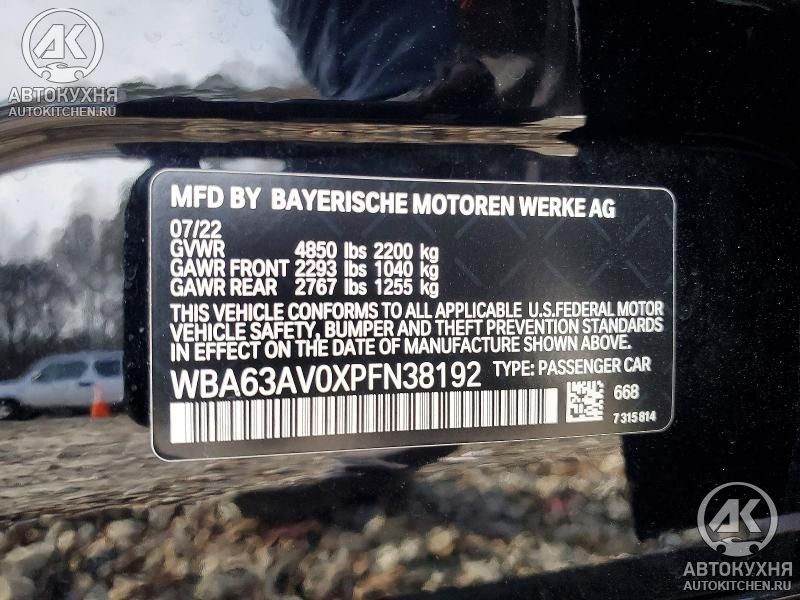 АК
АВТОКУХНЯ
AUTOKITCHEN.RU
MFD BY BAYERISCHE MOTOREN WERKE AG
07/22
GVWR 4850 lbs 2200 kg
GAWR FRONT 2293 lbs 1040 kg
GAWR REAR 2767 lbs 1255 kg
THIS VEHICLE CONFORMS TO ALL APPLICABLE U.S.FEDERAL MOTOR
VEHICLE SAFETY, BUMPER AND THEFT PREVENTION STANDARDS
IN EFFECT ON THE DATE OF MANUFACTURE SHOWN ABOVE.
WBA63AV0XPFN38192 TYPE: PASSENGER CAR
668
7315814
АК
АВТОКУХНЯ
AUTOKITCHEN.RU